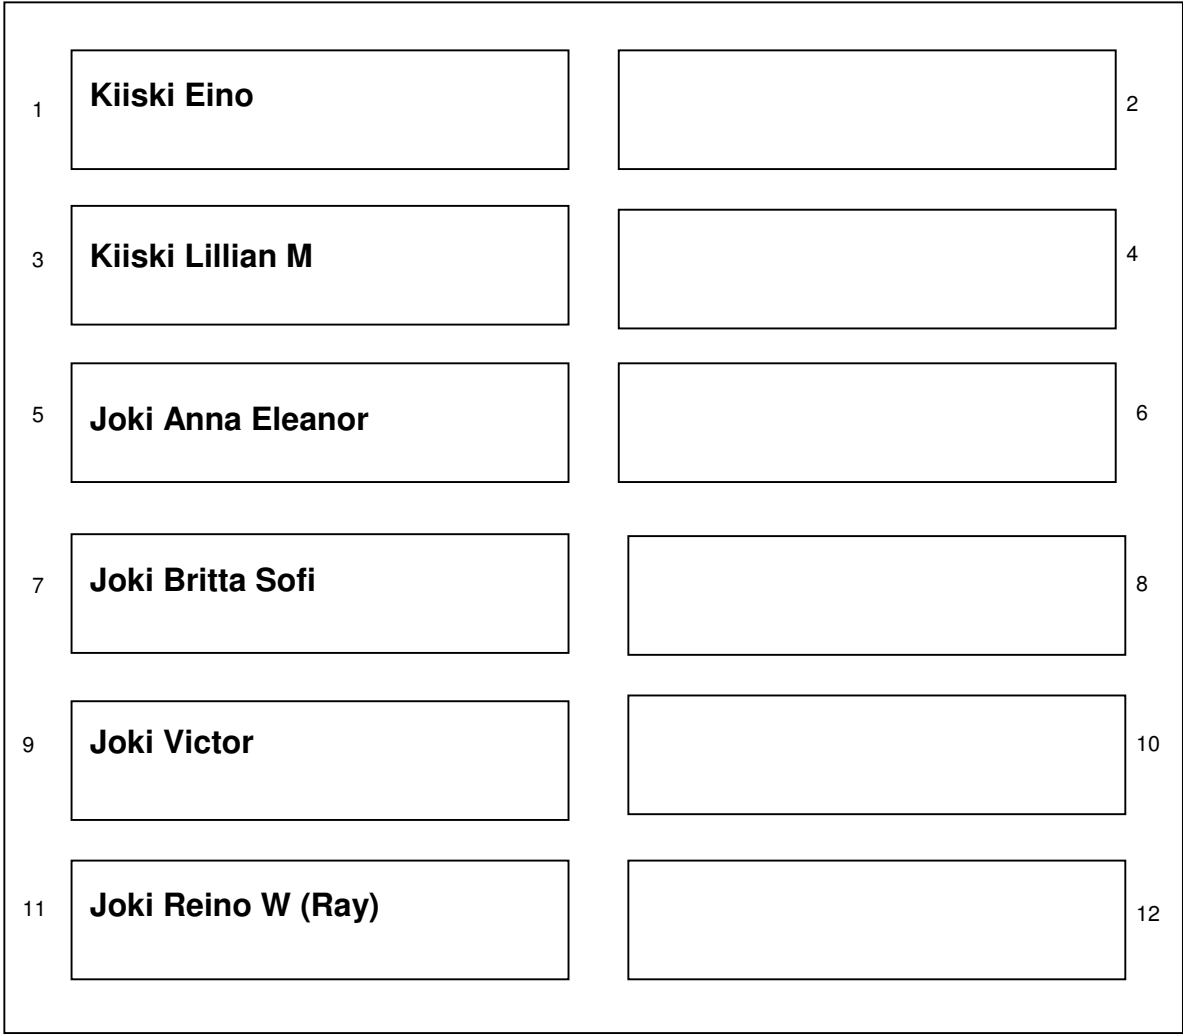 1 Kiiski Eino 2
3 Kiiski Lillian M 4
5 Joki Anna Eleanor 6
7 Joki Britta Sofi 8
9 Joki Victor 10
11 Joki Reino W (Ray) 12